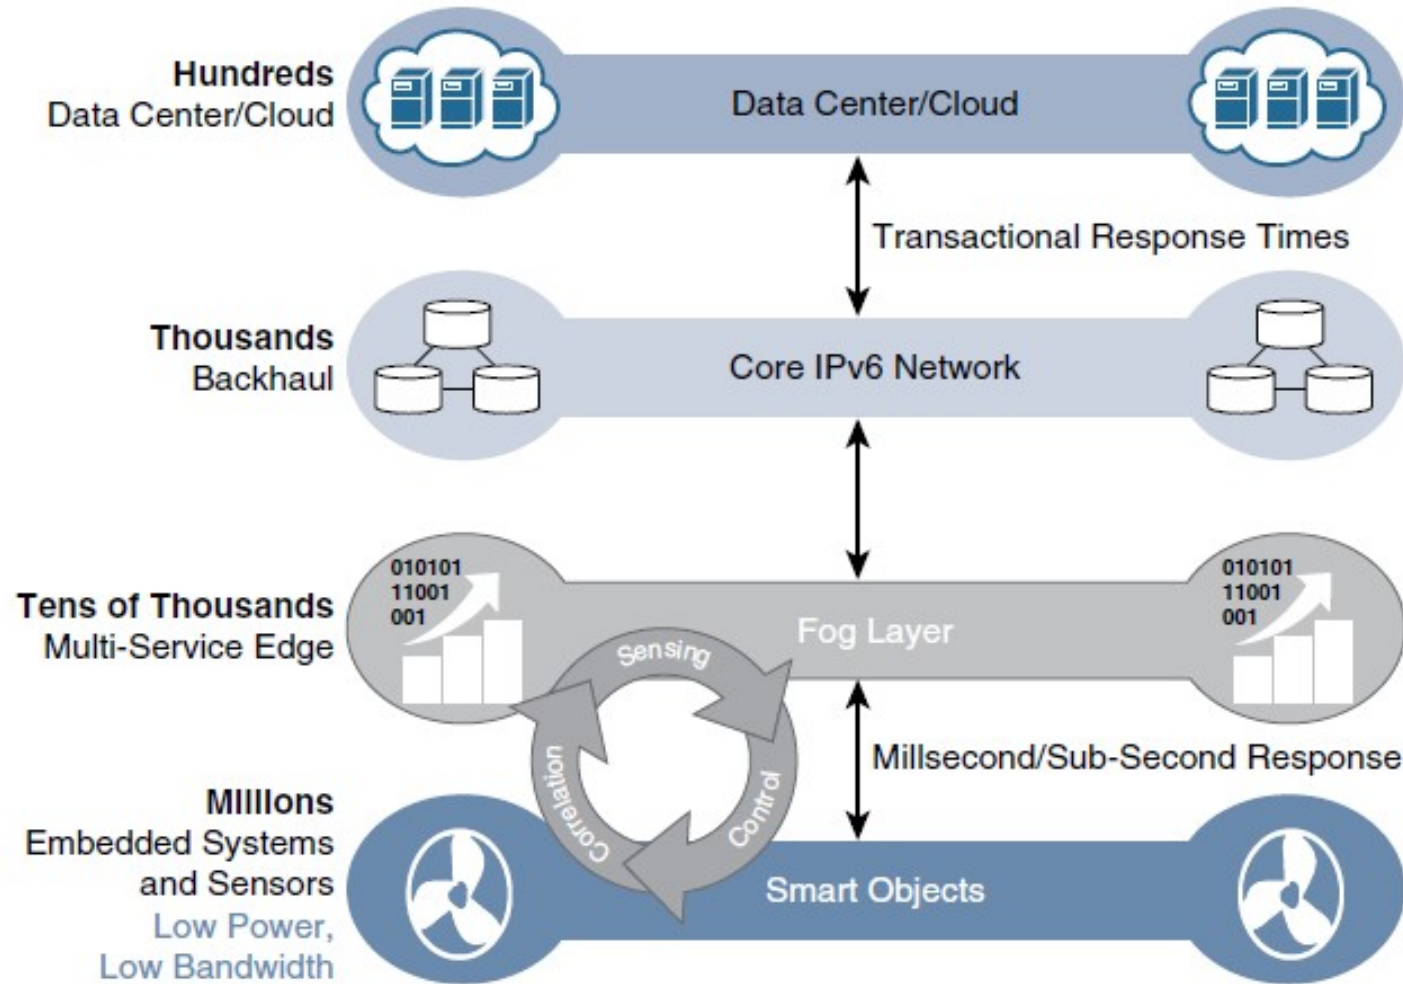 Hundreds
Data Center/Cloud
Data Center/Cloud
Transactional Response Times
Thousands
Backhaul
Core IPv6 Network
010101
11001
001
010101
11001
001
Tens of Thousands
Multi-Service Edge
Fog Layer
Sensing
Control
Correlation
Millsecond/Sub-Second Response
MIllIons
Embedded Systems
and Sensors
Low Power,
Low Bandwidth
Smart Objects